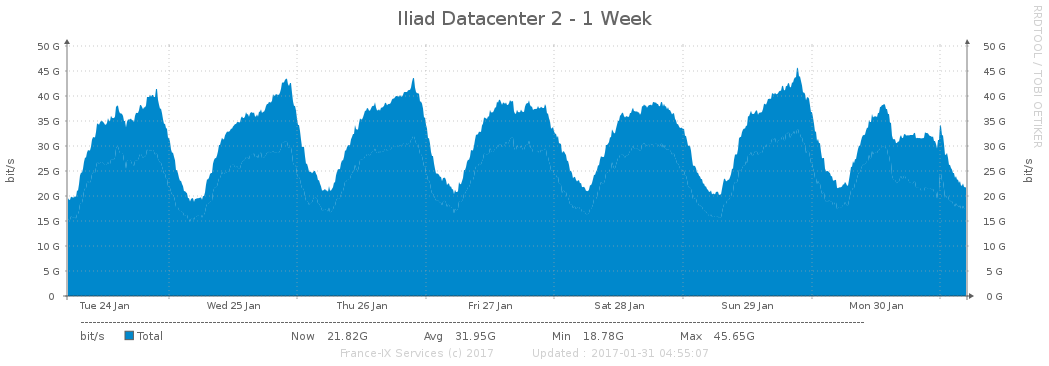 Iliad Datacenter 2 - 1 Week
RRDTOOL / TOBI OETIKER
50 G 50 G
45 G 45 G
40 G 40 G
35 G 35 G
30 G 30 G
25 G 25 G
20 G 20 G
15 G 15 G
10 G 10 G
5 G 5 G
0 0 G
bit/s bit/s
Tue 24 Jan Wed 25 Jan Thu 26 Jan Fri 27 Jan Sat 28 Jan Sun 29 Jan Mon 30 Jan
bit/s Total Now 21.82G Avg 31.95G Min 18.78G Max 45.65G
France-IX Services (c) 2017 Updated : 2017-01-31 04:55:07